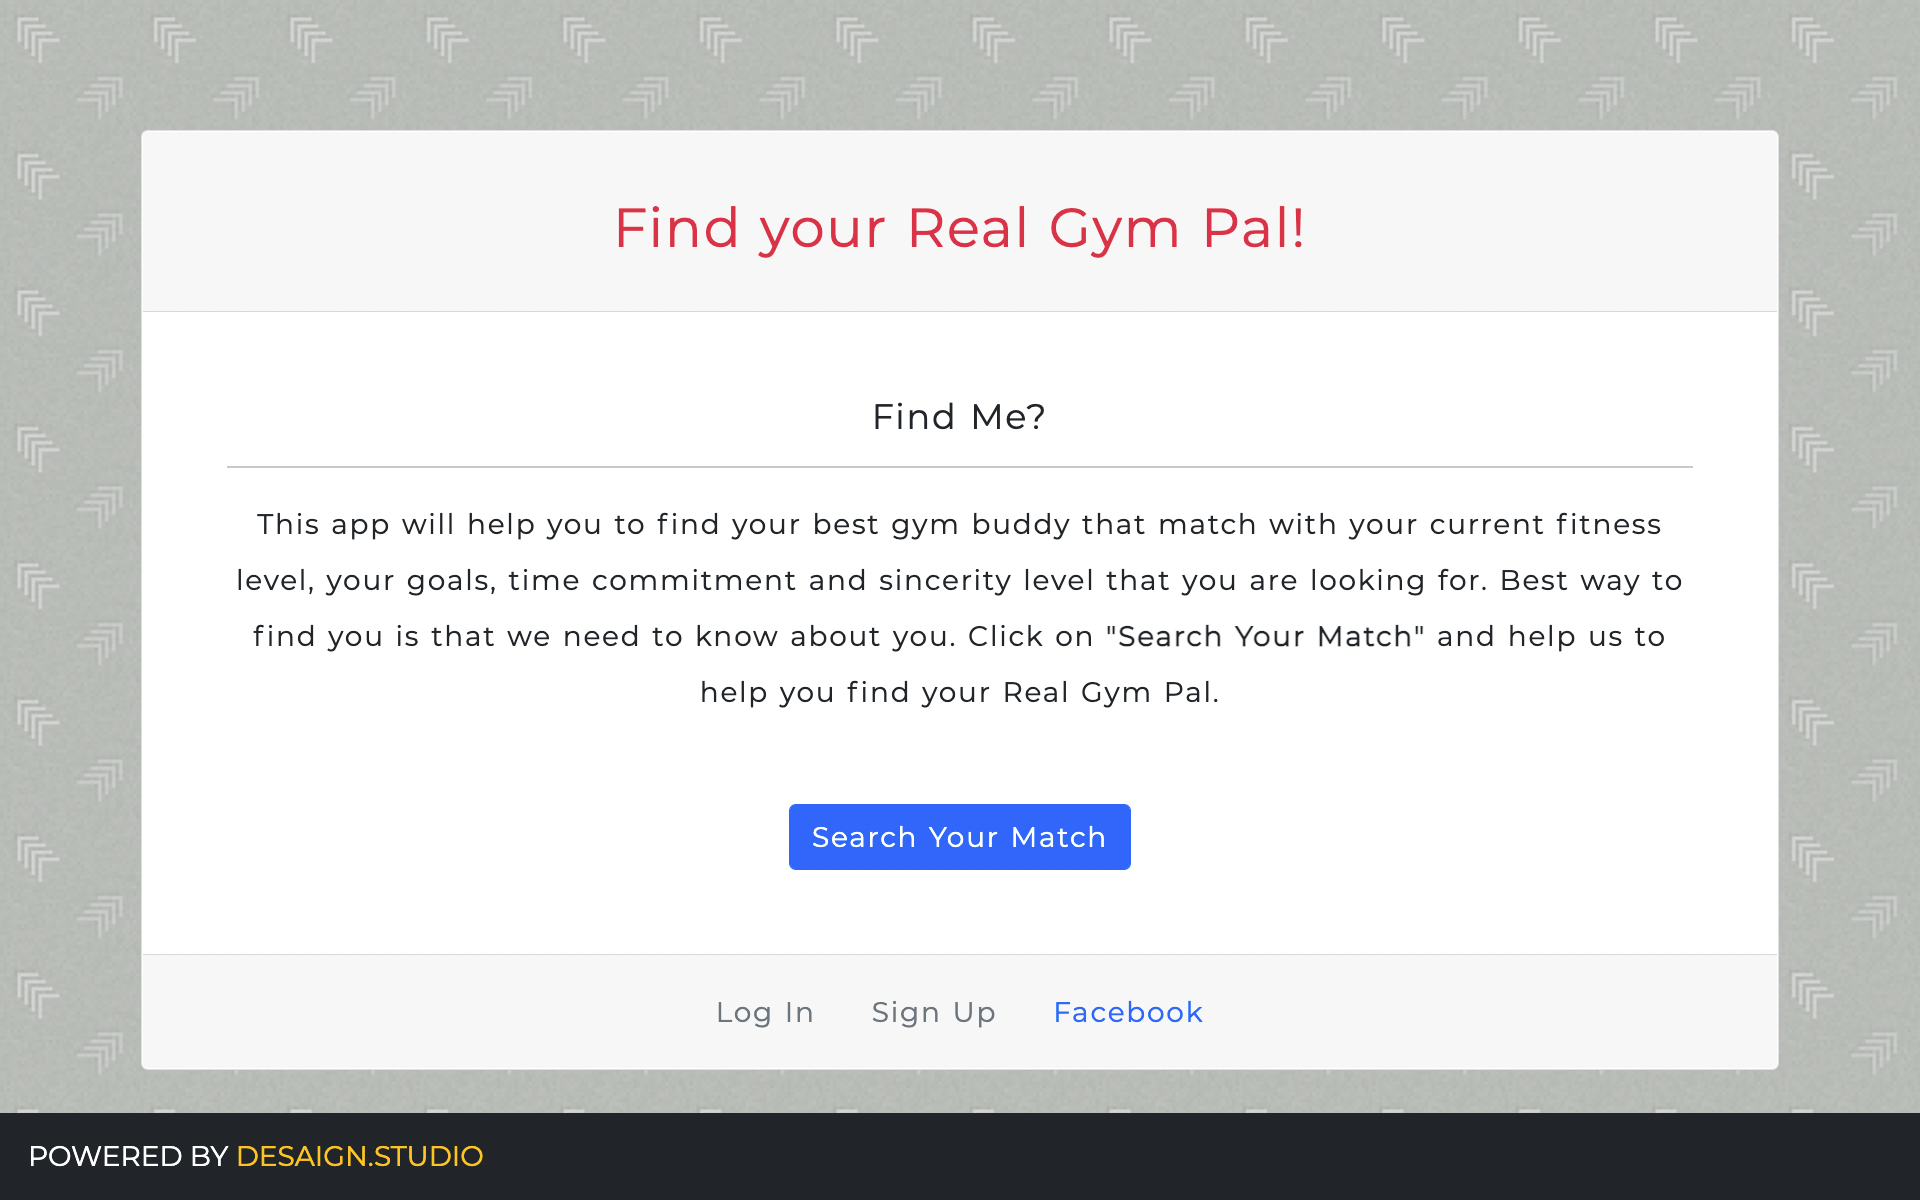 Find your Real Gym Pal!
Find Me?
This app will help you to find your best gym buddy that match with your current fitness
level, your goals, time commitment and sincerity level that you are looking for. Best way to
find you is that we need to know about you. Click on "Search Your Match" and help us to
help you find your Real Gym Pal.
Search Your Match
Log In Sign Up Facebook
POWERED BY DESAIGN.STUDIO